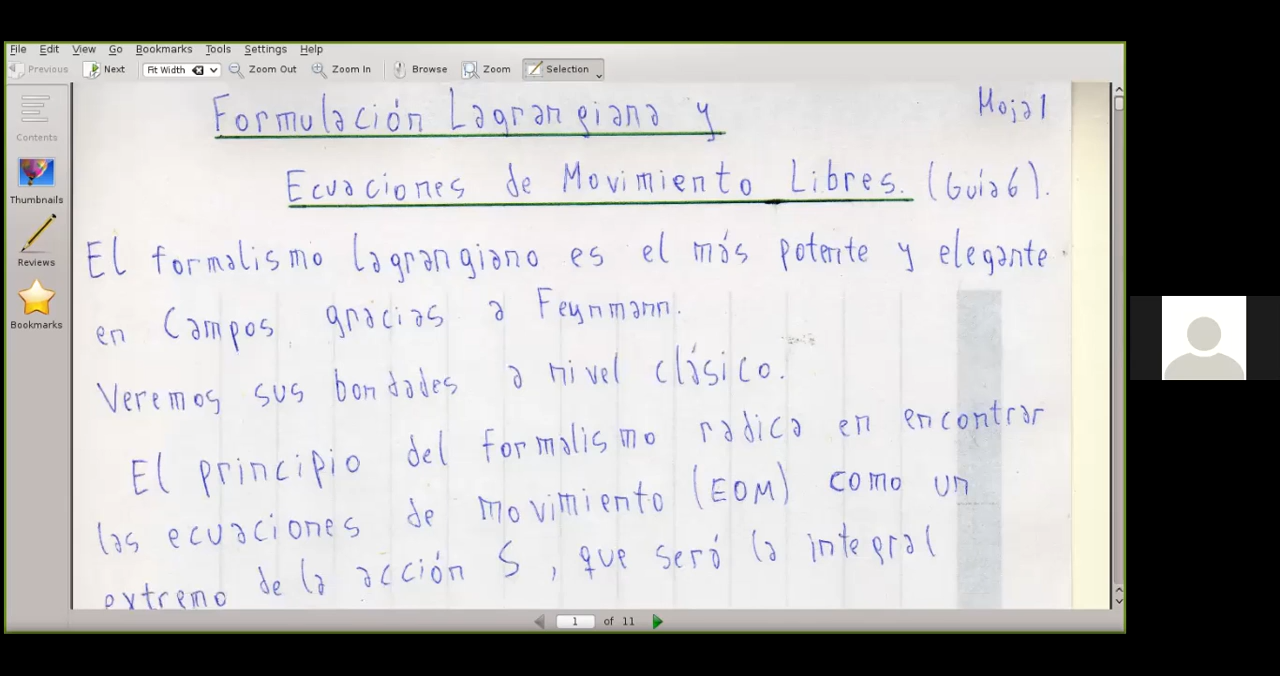 File Edit View Go Bookmarks Tools Settings Help
Previous Next Fit Width Zoom Out Zoom In Browse Zoom Selection
Contents
Thumbnails
Reviews
Bookmarks
Formulación Lagrangiana y
Hoja 1
Ecuaciones de Movimiento Libres. (Guía 6).
El formalismo lagrangiano es el más potente y elegante
en Campos gracias a Feynmann.
Veremos sus bondades a nivel clásico.
El principio del formalismo radica en encontrar
las ecuaciones de movimiento (EOM) como un
extremo de la acción S, que será la integral
1 of 11